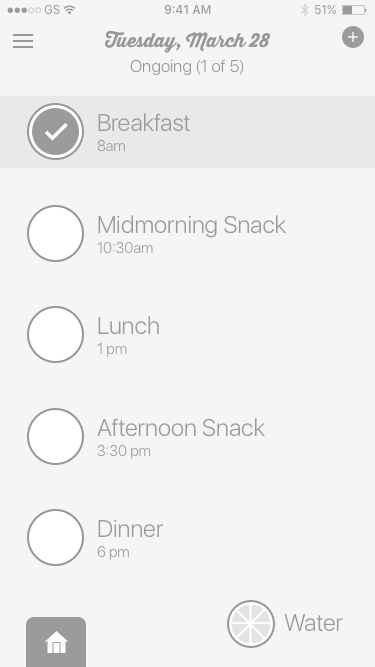 GS 9:41 AM 51%
Tuesday, March 28
Ongoing (1 of 5)
Breakfast
8am
Midmorning Snack
10:30am
Lunch
1 pm
Afternoon Snack
3:30 pm
Dinner
6 pm
Water